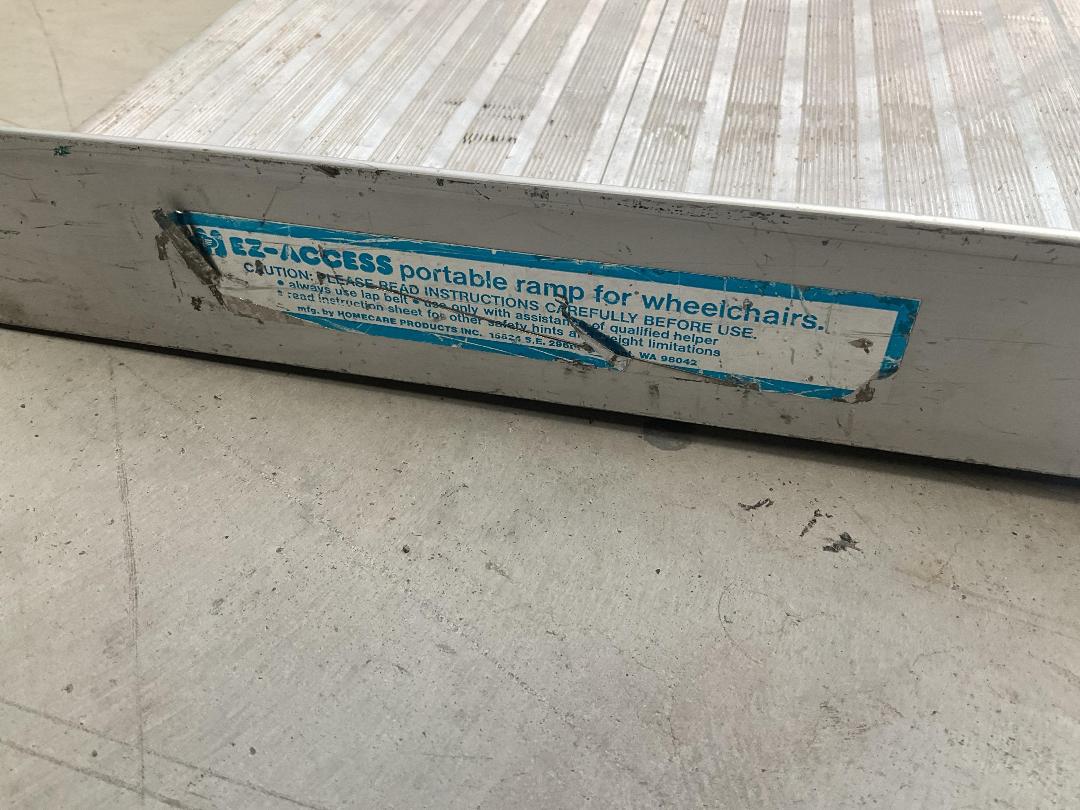 EZ-ACCESS portable ramp for wheelchairs.
CAUTION: PLEASE READ INSTRUCTIONS CAREFULLY BEFORE USE.
• always use lap belt • use only with assistance of qualified helper
• read instruction sheet for other safety hints and weight limitations
mfg. by HOMECARE PRODUCTS INC. S.E. WA 98042